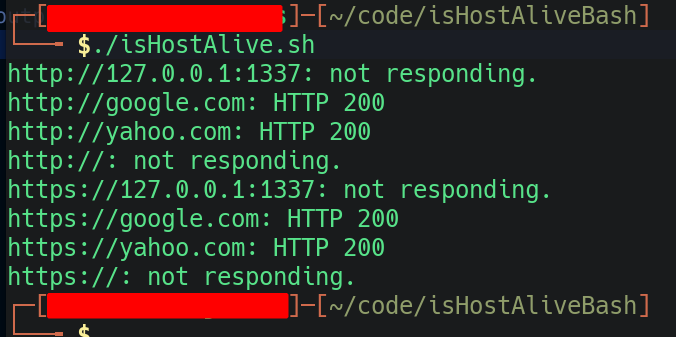 ┌─[s]─[~/code/isHostAliveBash]
└── $./isHostAlive.sh
http://127.0.0.1:1337: not responding.
http://google.com: HTTP 200
http://yahoo.com: HTTP 200
http://: not responding.
https://127.0.0.1:1337: not responding.
https://google.com: HTTP 200
https://yahoo.com: HTTP 200
https://: not responding.
┌─[]─[~/code/isHostAliveBash]
└── $